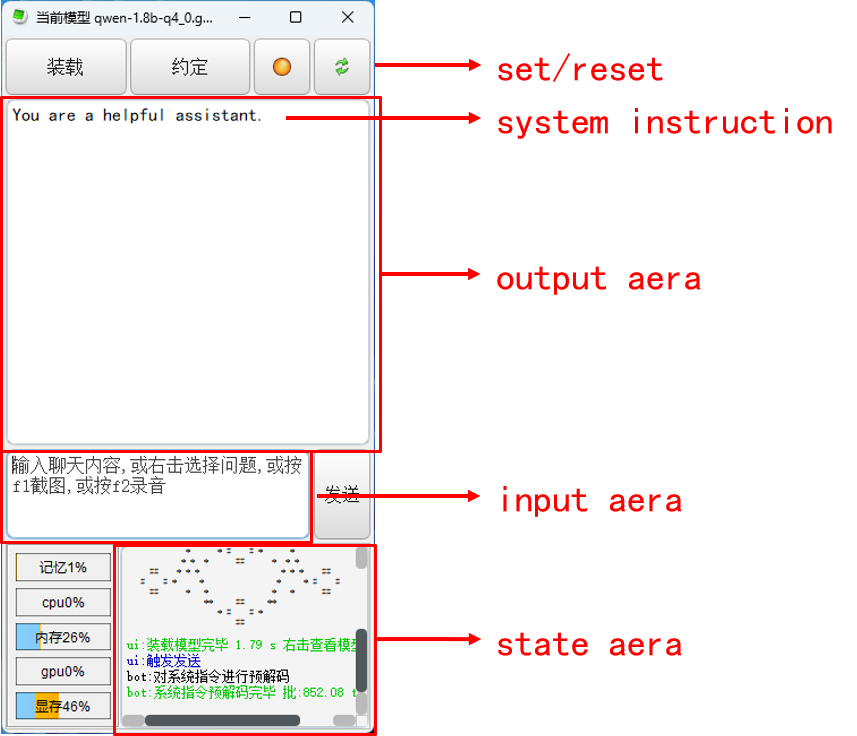 当前模型 qwen-1.8b-q4_0.g...
装载
约定
set/reset
You are a helpful assistant.
system instruction
output aera
输入聊天内容,或右击选择问题,或按
f1截图,或按f2录音
发送
input aera
记忆1%
cpu0%
内存26%
gpu0%
显存46%
ui:装载模型完毕 1.79 s 右击查看模型
ui:触发发送
bot:对系统指令进行预解码
bot:系统指令预解码完毕 批:852.08 t
state aera